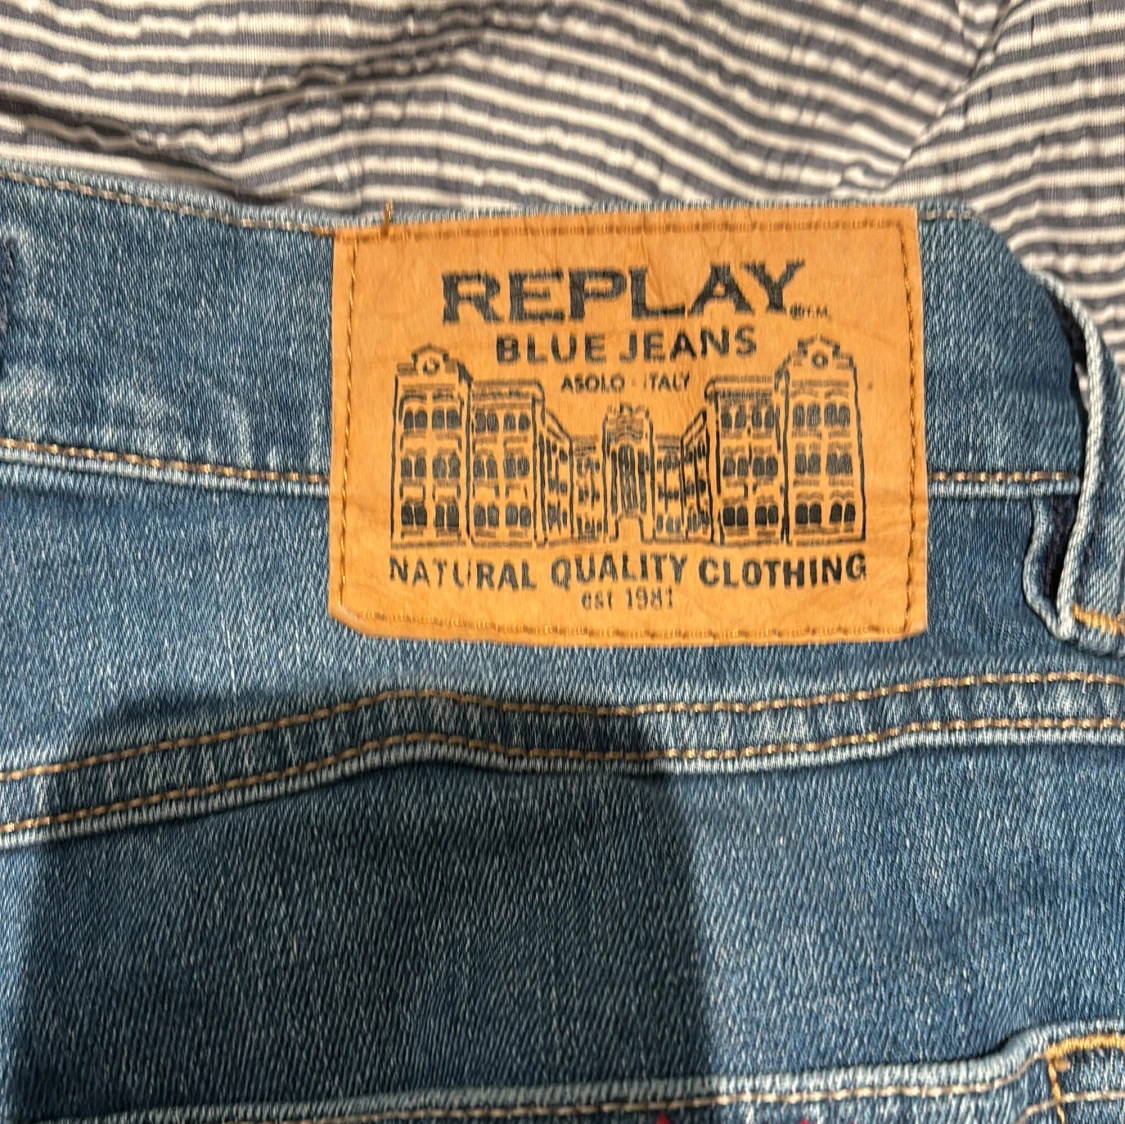 REPLAY ® T.M.
BLUE JEANS
ASOLO - ITALY
NATURAL QUALITY CLOTHING
est 1981